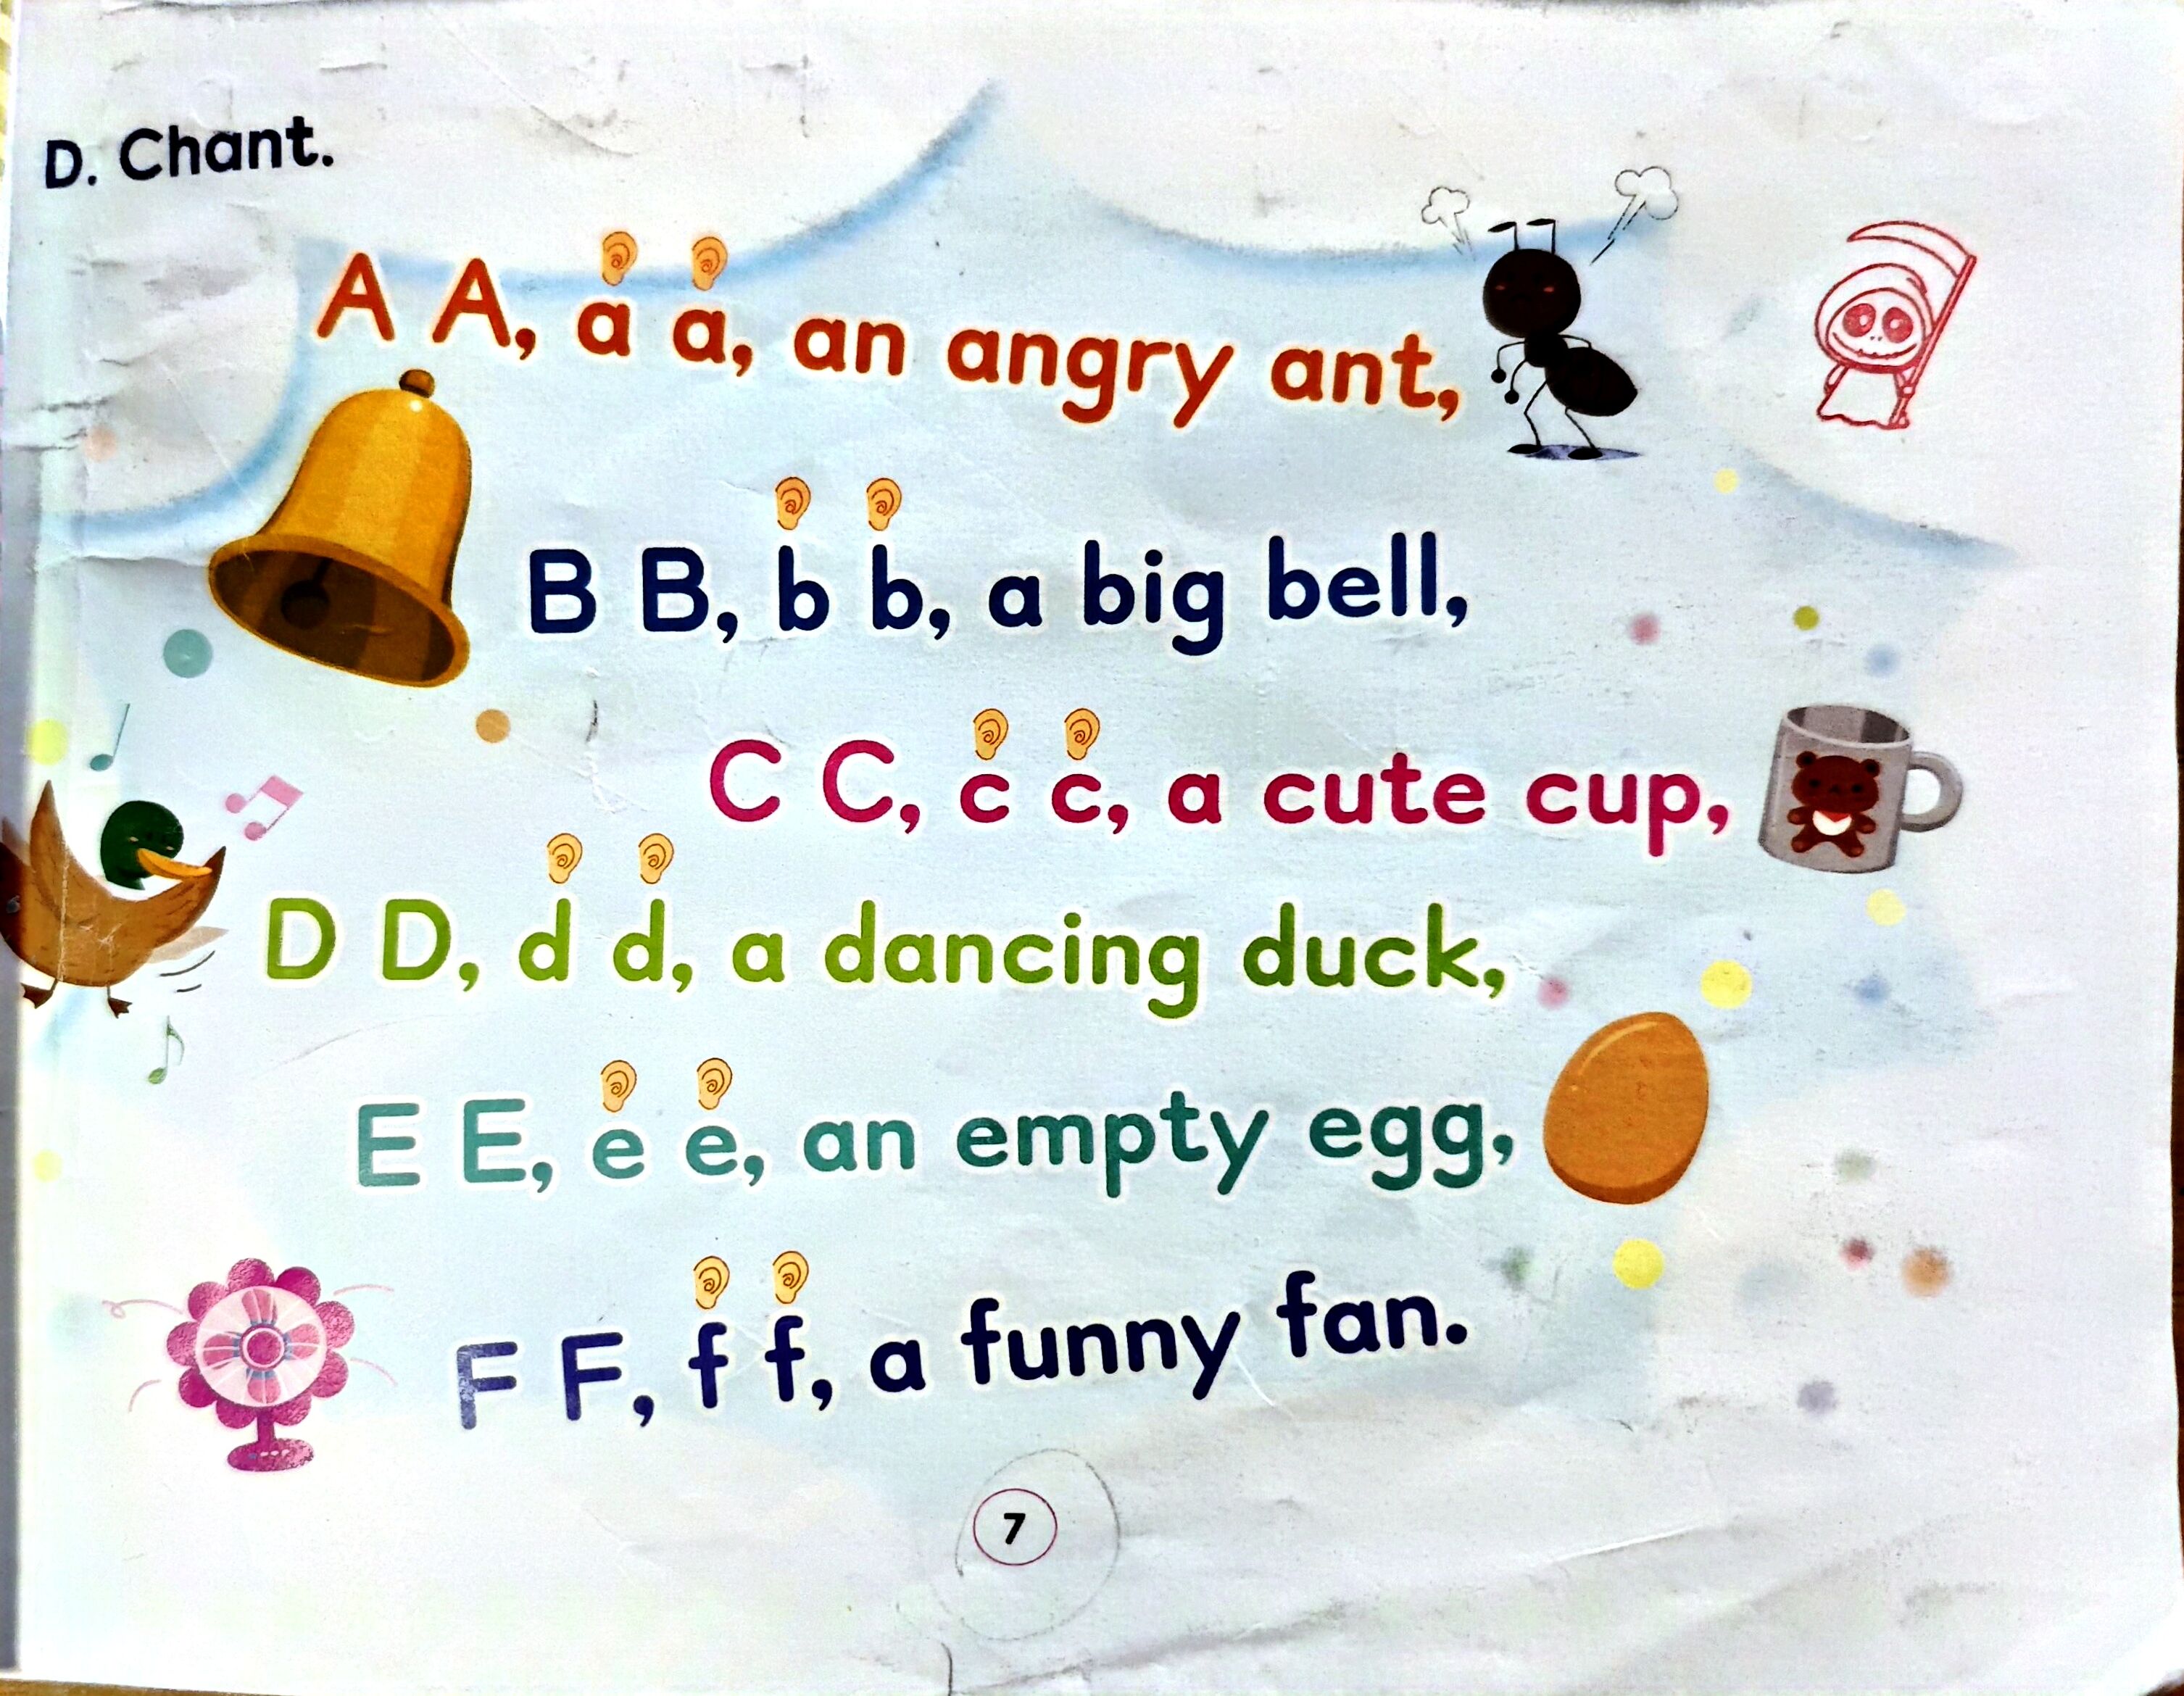 D. Chant.
A A, a a, an angry ant,
B B, b b, a big bell,
C C, c c, a cute cup,
D D, d d, a dancing duck,
E E, e e, an empty egg,
F F, f f, a funny fan.
7